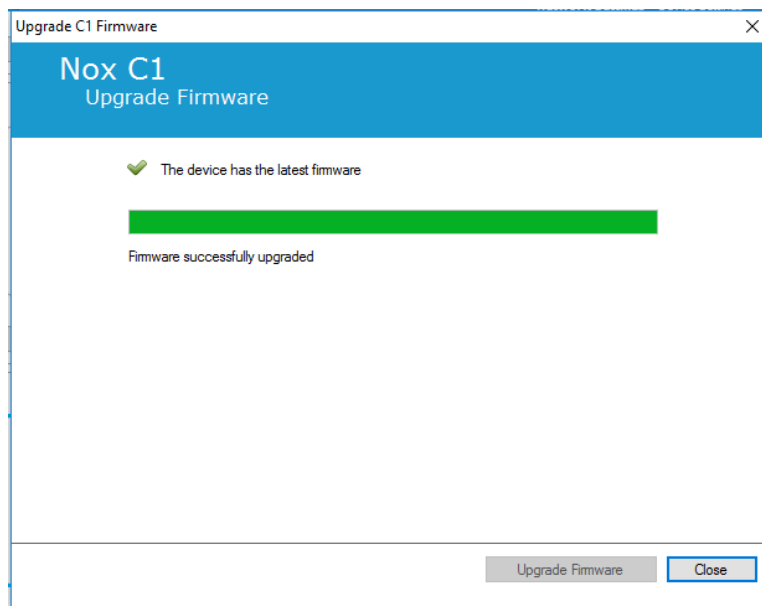 Upgrade C1 Firmware
Nox C1
Upgrade Firmware
The device has the latest firmware
Firmware successfully upgraded
Upgrade Firmware
Close